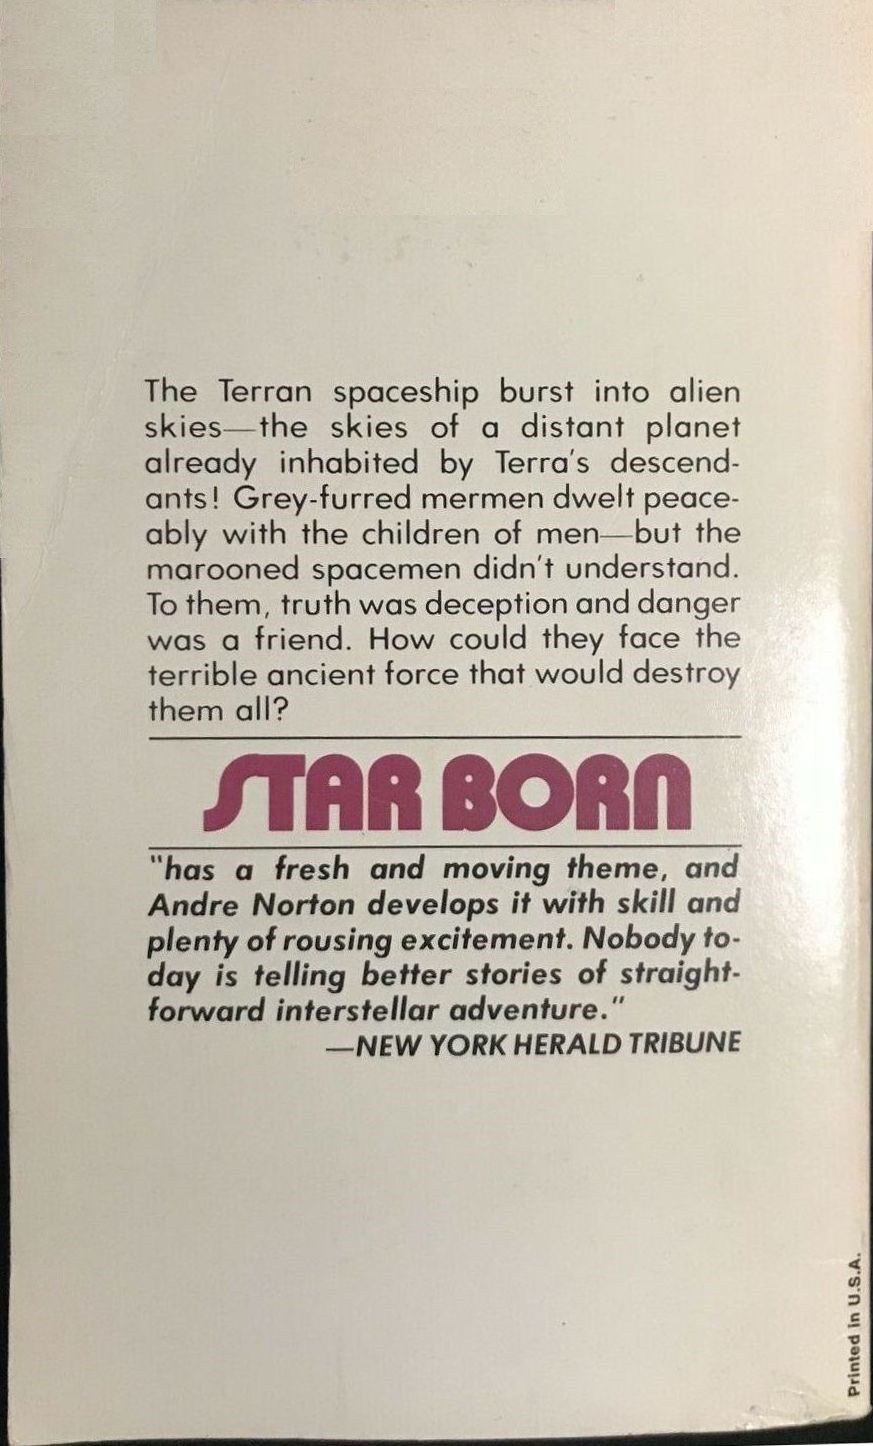 The Terran spaceship burst into alien
skies—the skies of a distant planet
already inhabited by Terra's descend-
ants! Grey-furred mermen dwelt peace-
ably with the children of men—but the
marooned spacemen didn't understand.
To them, truth was deception and danger
was a friend. How could they face the
terrible ancient force that would destroy
them all?
STAR BORN
"has a fresh and moving theme, and
Andre Norton develops it with skill and
plenty of rousing excitement. Nobody to-
day is telling better stories of straight-
forward interstellar adventure."
—NEW YORK HERALD TRIBUNE
Printed in U.S.A.